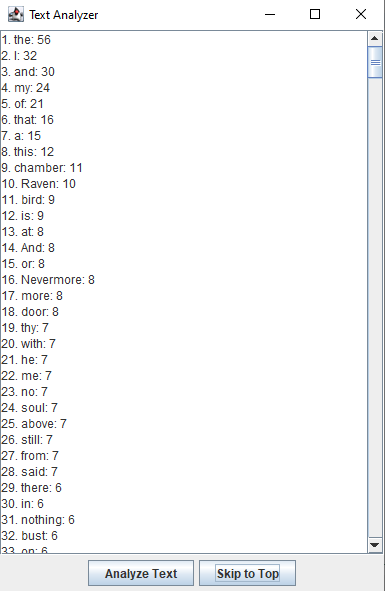 Text Analyzer
1. the: 56
2. I: 32
3. and: 30
4. my: 24
5. of: 21
6. that: 16
7. a: 15
8. this: 12
9. chamber: 11
10. Raven: 10
11. bird: 9
12. is: 9
13. at: 8
14. And: 8
15. or: 8
16. Nevermore: 8
17. more: 8
18. door: 8
19. thy: 7
20. with: 7
21. he: 7
22. me: 7
23. no: 7
24. soul: 7
25. above: 7
26. still: 7
27. from: 7
28. said: 7
29. there: 6
30. in: 6
31. nothing: 6
32. bust: 6
33. on: 6
Analyze Text Skip to Top